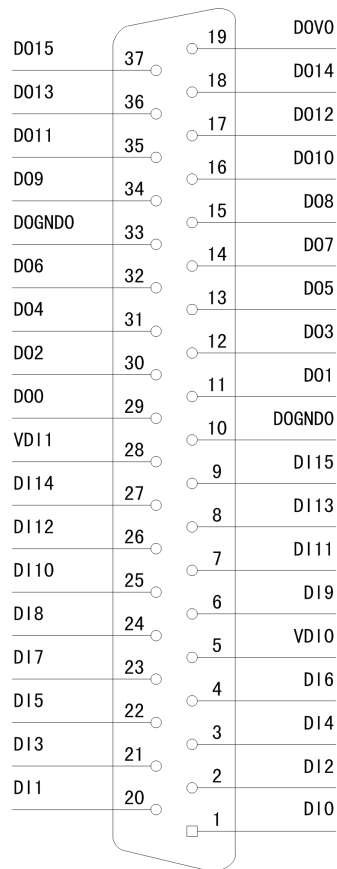 DOV0
19
DO15
37
DO14
18
DO13
36
DO12
17
DO11
35
DO10
16
DO9
34
DO8
15
DOGND0
33
DO7
14
DO6
32
DO5
13
DO4
31
DO3
12
DO2
30
DO1
11
DO0
29
DOGND0
10
VDI1
28
DI15
9
DI14
27
DI13
8
DI12
26
DI11
7
DI10
25
DI9
6
DI8
24
VDI0
5
DI7
23
DI6
4
DI5
22
DI4
3
DI3
21
DI2
2
DI1
20
DI0
1